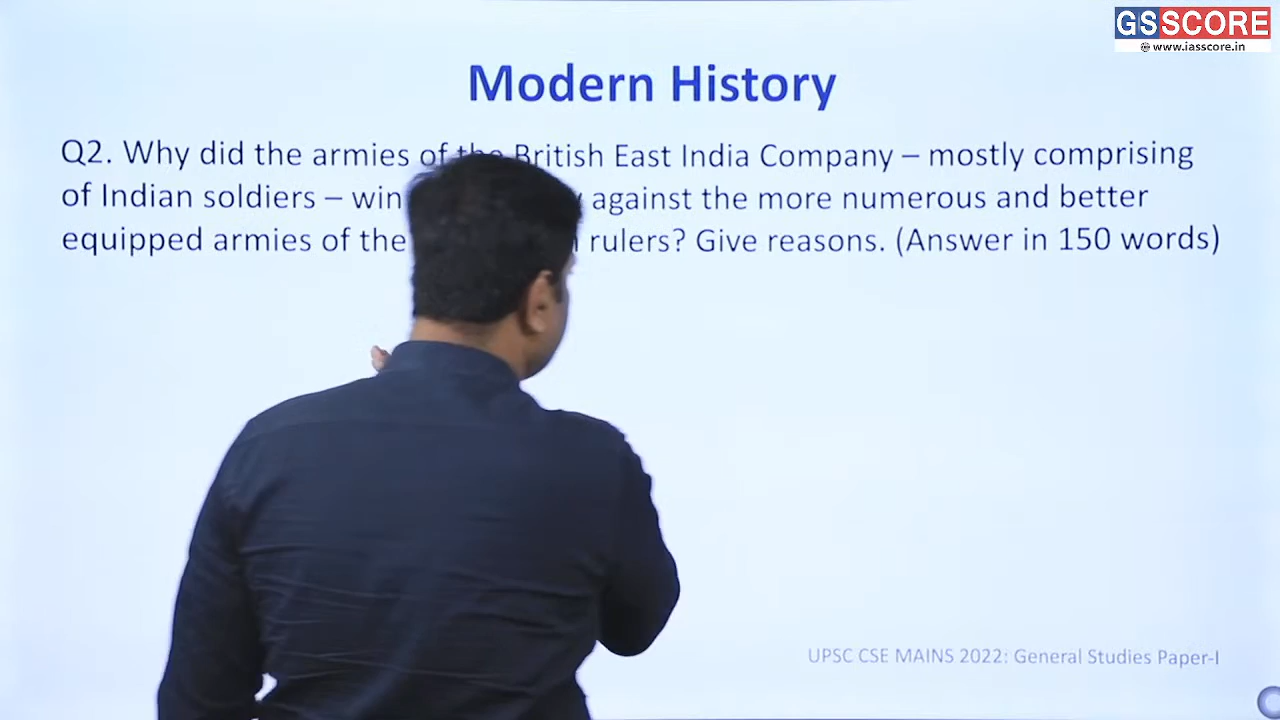 GSSCORE
www.iasscore.in
Modern History
Q2. Why did the armies of the British East India Company – mostly comprising
of Indian soldiers – win against the more numerous and better
equipped armies of the rulers? Give reasons. (Answer in 150 words)
UPSC CSE MAINS 2022: General Studies Paper-I